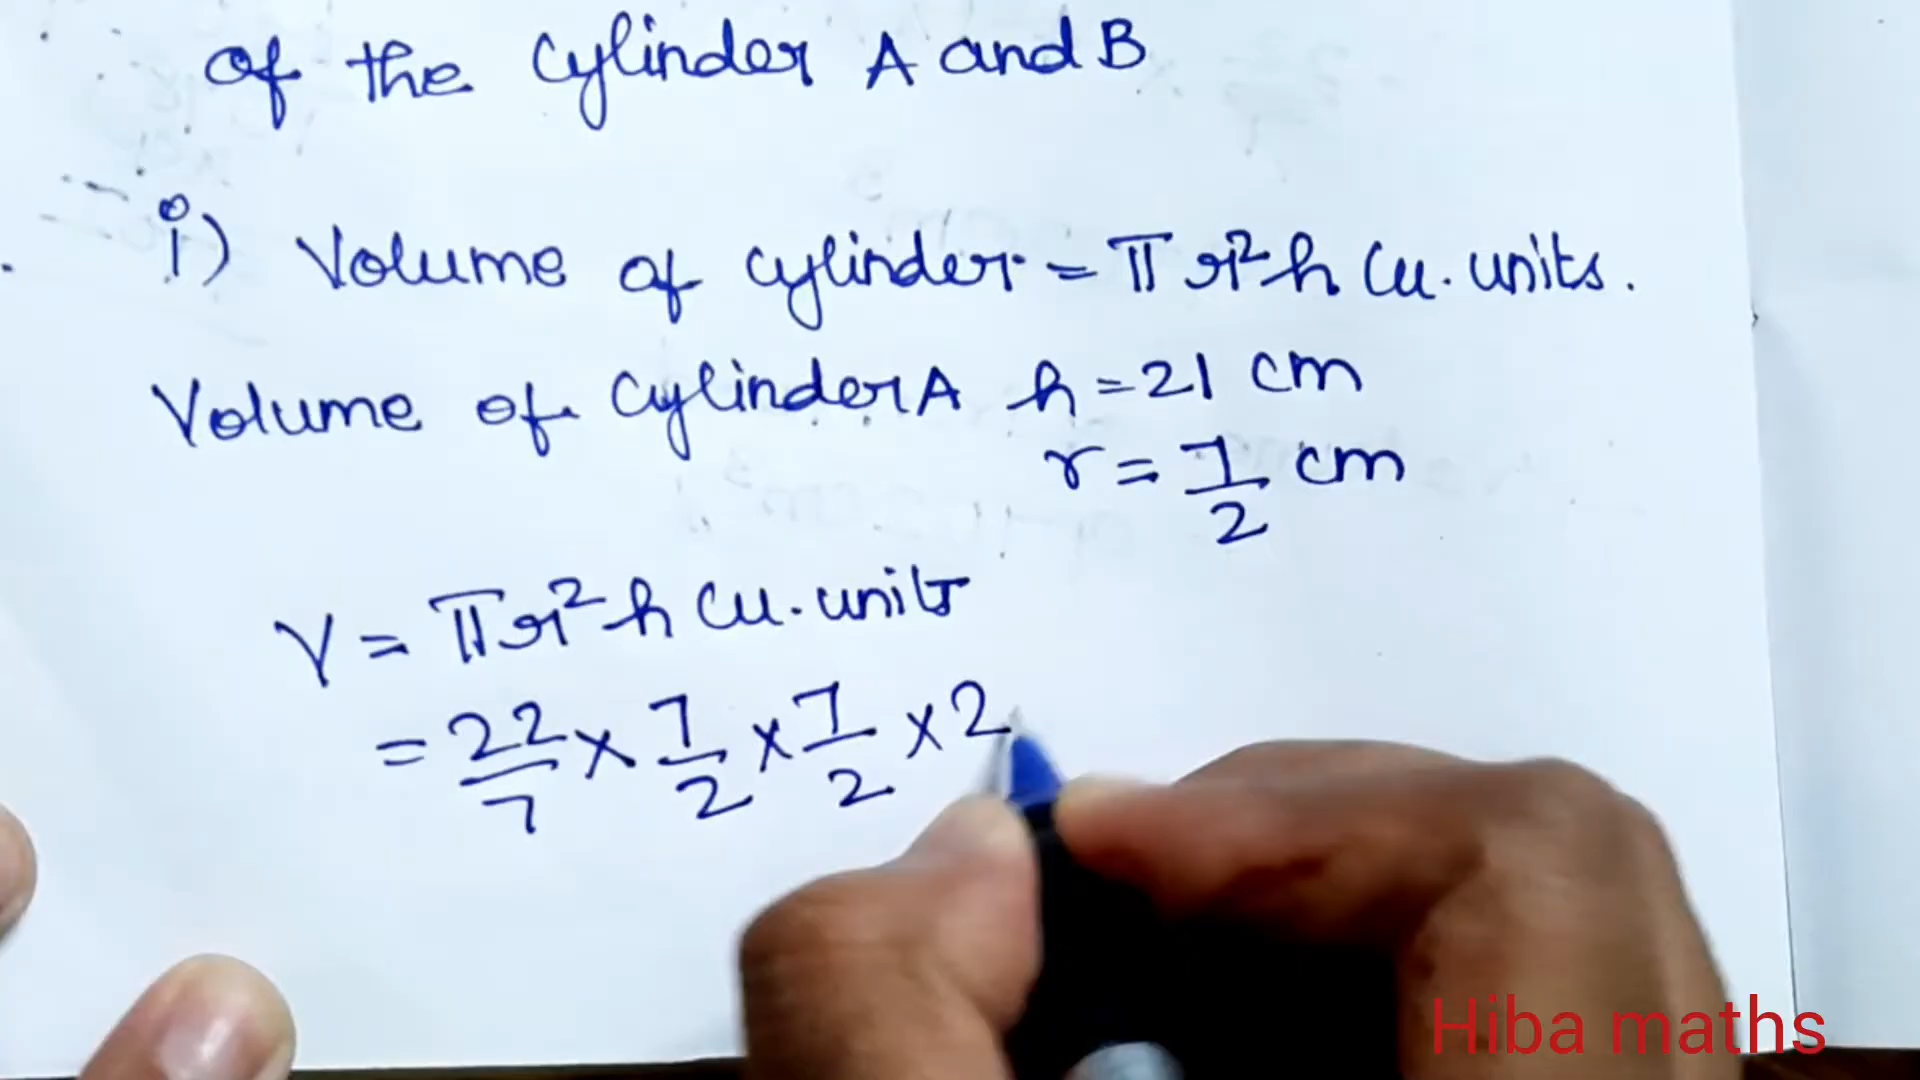 of the Cylinder A and B
i) Volume of cylinder = π r²h Cu. units.
Volume of Cylinder A h = 21 cm
r = 7/2 cm
V = πr²h Cu. units
= 22/7 × 7/2 × 7/2 × 2
Hiba maths